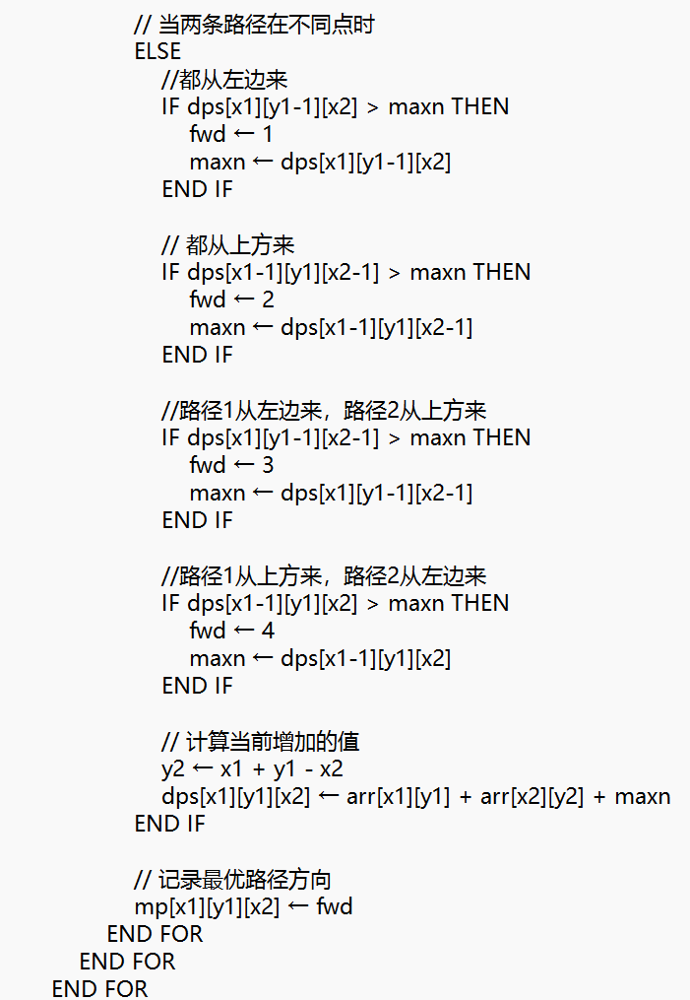 // 当两条路径在不同点时
ELSE
//都从左边来
IF dps[x1][y1-1][x2] > maxn THEN
fwd ← 1
maxn ← dps[x1][y1-1][x2]
END IF
// 都从上方来
IF dps[x1-1][y1][x2-1] > maxn THEN
fwd ← 2
maxn ← dps[x1-1][y1][x2-1]
END IF
//路径1从左边来，路径2从上方来
IF dps[x1][y1-1][x2-1] > maxn THEN
fwd ← 3
maxn ← dps[x1][y1-1][x2-1]
END IF
//路径1从上方来，路径2从左边来
IF dps[x1-1][y1][x2] > maxn THEN
fwd ← 4
maxn ← dps[x1-1][y1][x2]
END IF
// 计算当前增加的值
y2 ← x1 + y1 - x2
dps[x1][y1][x2] ← arr[x1][y1] + arr[x2][y2] + maxn
END IF
// 记录最优路径方向
mp[x1][y1][x2] ← fwd
END FOR
END FOR
END FOR